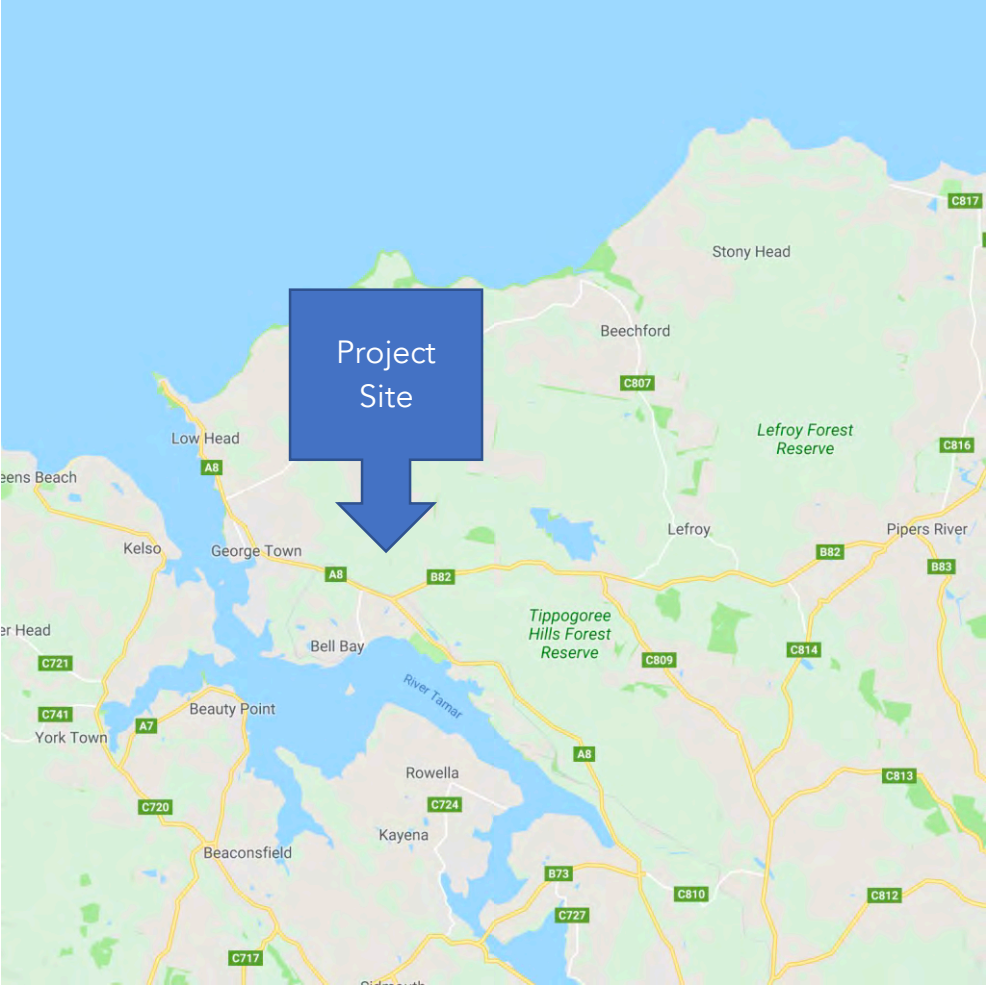 C817
Stony Head
Project
Site
Beechford
C807
Lefroy Forest
Reserve
Low Head
C816
A8
eens Beach
Lefroy
Pipers River
Kelso
George Town
B82
A8
B82
B83
Tippogoree
Hills Forest
Reserve
er Head
Bell Bay
C721
C809
C814
River Tamar
Beauty Point
C741
A7
York Town
A8
Rowella
C813
C724
C720
Kayena
Beaconsfield
B73
C810
C812
C727
C717